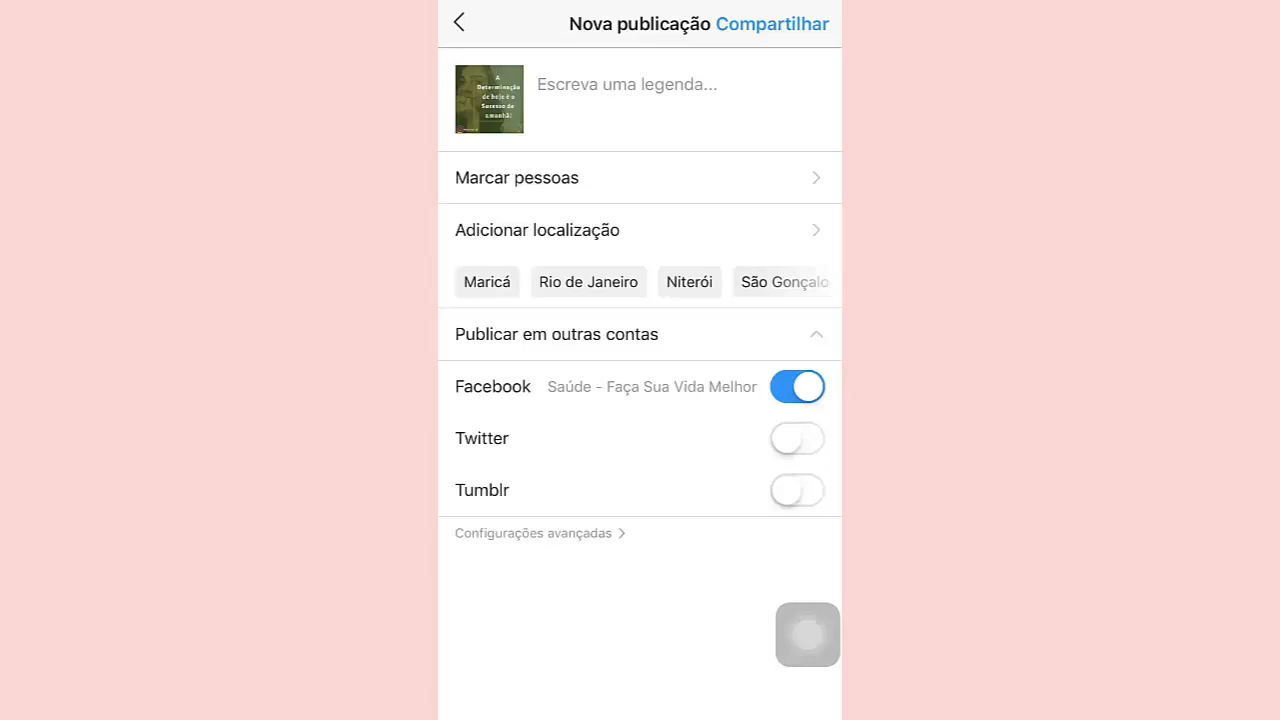 Nova publicação Compartilhar
A
Determinação
de hoje é o
Sucesso de
amanhã!
Escreva uma legenda...
Marcar pessoas
Adicionar localização
Maricá Rio de Janeiro Niterói São Gonçalo
Publicar em outras contas
Facebook Saúde - Faça Sua Vida Melhor
Twitter
Tumblr
Configurações avançadas